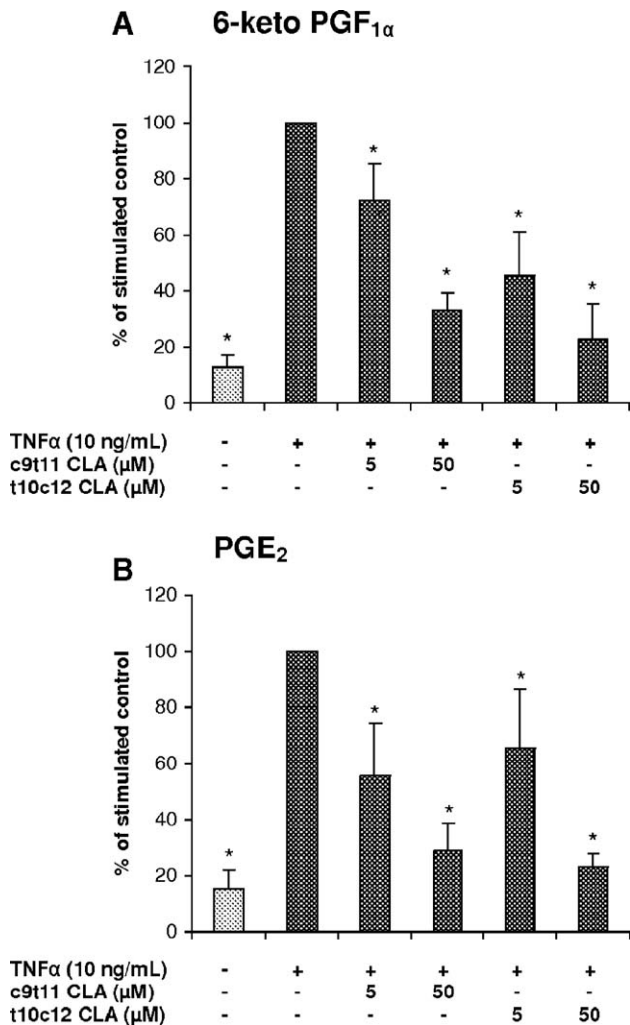 A 6-keto PGF1α
% of stimulated control
120
100
80
60
40
20
0
* * * * *
TNFα (10 ng/mL) - + + + + +
c9t11 CLA (µM) - - 5 50 - -
t10c12 CLA (µM) - - - - 5 50
B PGE2
% of stimulated control
120
100
80
60
40
20
0
* * * * *
TNFα (10 ng/mL) - + + + + +
c9t11 CLA (µM) - - 5 50 - -
t10c12 CLA (µM) - - - - 5 50